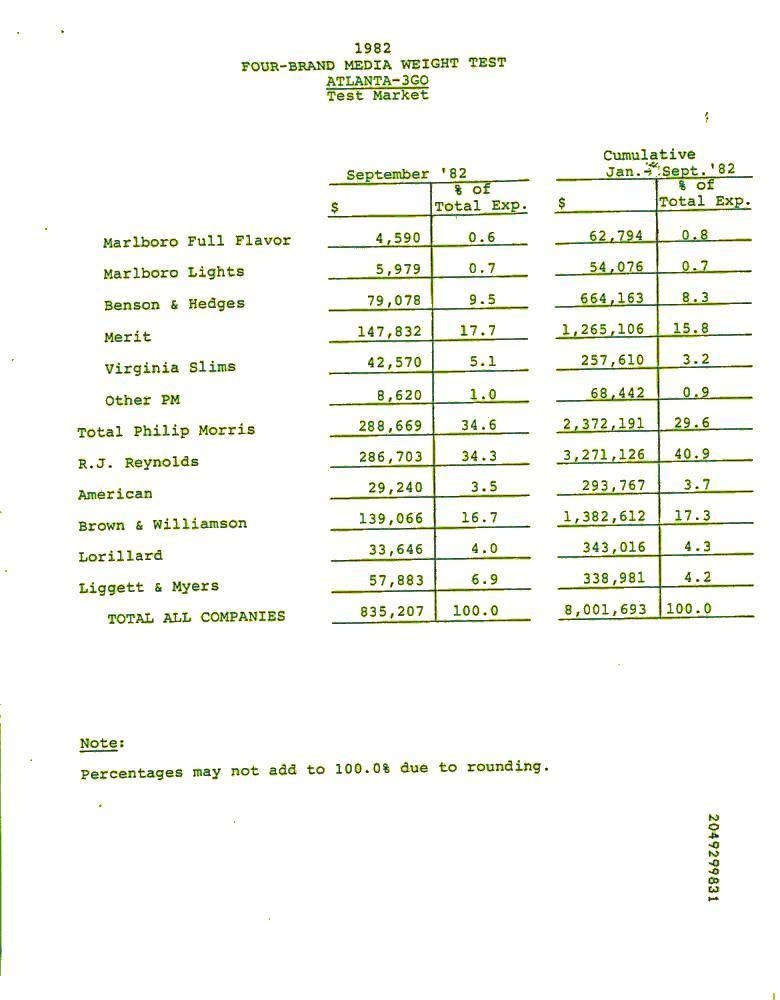 1982
FOUR-BRAND MEDIA WEIGHT TEST
ATLANTA-3GO
Test Market
Cumulative
September '82 Jan.- Sept.'82
% of % of
$ Total Exp. $ Total Exp.
Marlboro Full Flavor 4,590 0.6 62,794 0.8
Marlboro Lights 5,979 0.7 54,076 0.7
Benson & Hedges 79,078 9.5 664,163 8.3
Merit 147,832 17.7 1,265,106 15.8
Virginia Slims 42,570 5.1 257,610 3.2
Other PM 8,620 1.0 68,442 0.9
Total Philip Morris 288,669 34.6 2,372,191 29.6
R.J. Reynolds 286,703 34.3 3,271,126 40.9
American 29,240 3.5 293,767 3.7
Brown & Williamson 139,066 16.7 1,382,612 17.3
Lorillard 33,646 4.0 343,016 4.3
Liggett & Myers 57,883 6.9 338,981 4.2
TOTAL ALL COMPANIES 835,207 100.0 8,001,693 100.0
Note:
Percentages may not add to 100.0% due to rounding.
2049299831